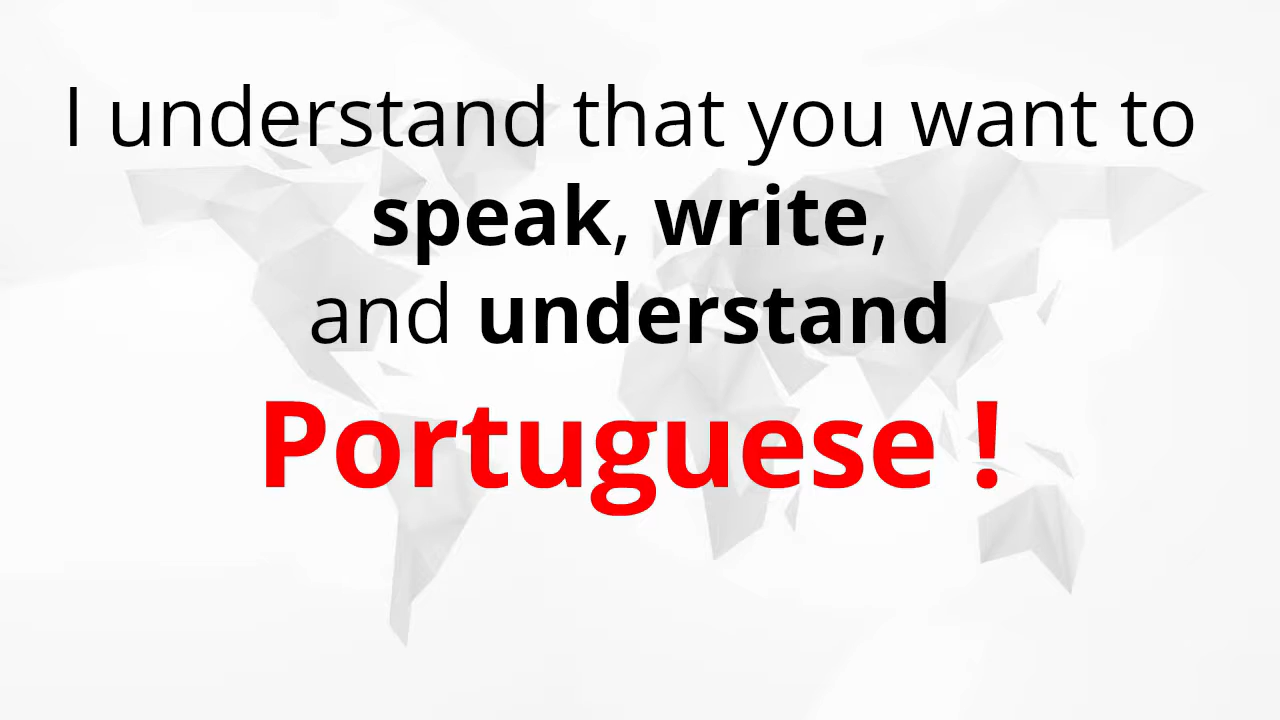 I understand that you want to
speak, write,
and understand
Portuguese !